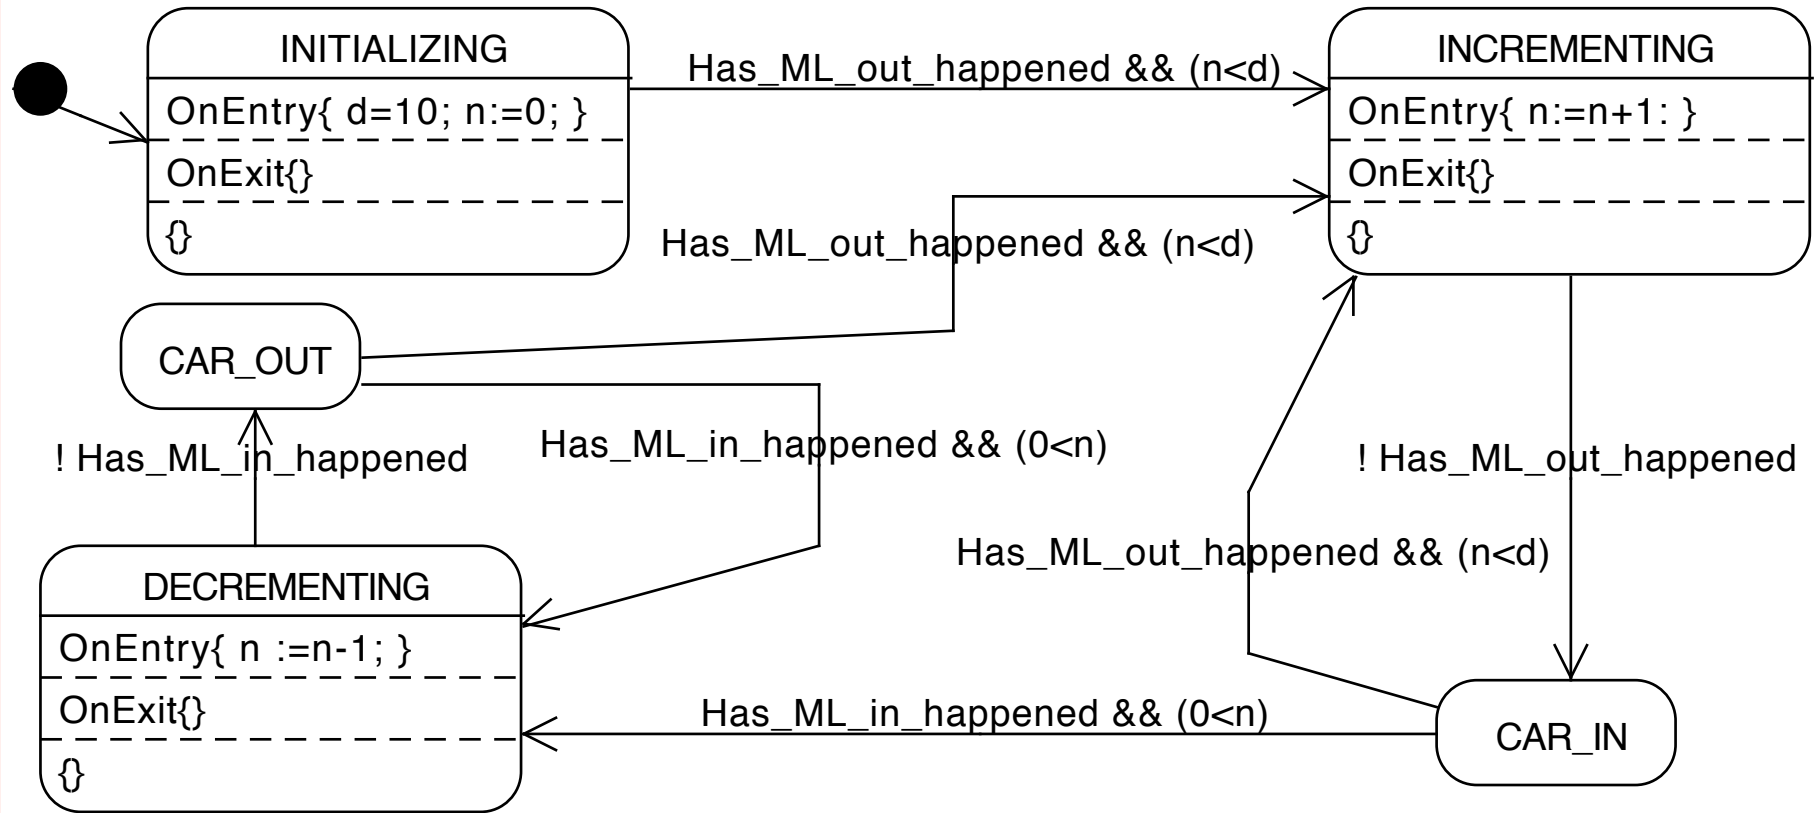 INITIALIZING
OnEntry{ d=10; n:=0; }
OnExit{}
{}
Has_ML_out_happened && (n<d)
INCREMENTING
OnEntry{ n:=n+1: }
OnExit{}
{}
Has_ML_out_happened && (n<d)
CAR_OUT
! Has_ML_in_happened
Has_ML_in_happened && (0<n)
! Has_ML_out_happened
Has_ML_out_happened && (n<d)
DECREMENTING
OnEntry{ n :=n-1; }
OnExit{}
{}
Has_ML_in_happened && (0<n)
CAR_IN